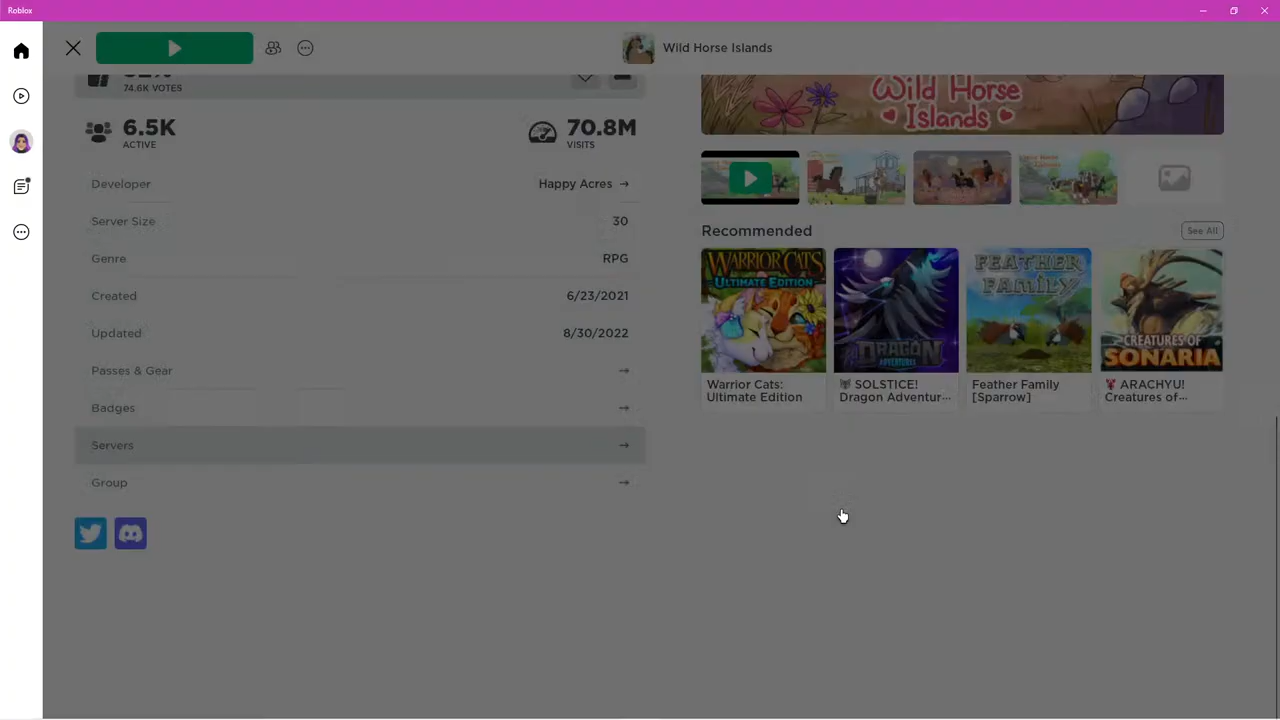 Roblox
Wild Horse Islands
74.6K VOTES
6.5K
ACTIVE
70.8M
VISITS
Developer
Happy Acres →
Server Size
30
Genre
RPG
Created
6/23/2021
Updated
8/30/2022
Passes & Gear
→
Badges
→
Servers
→
Group
→
Wild Horse
Islands
Recommended
See All
WARRIOR CATS
ULTIMATE EDITION
DRAGON
ADVENTURES
FEATHER
FAMILY
CREATURES OF
SONARIA
Warrior Cats:
Ultimate Edition
SOLSTICE!
Dragon Adventur...
Feather Family
[Sparrow]
ARACHYU!
Creatures of...